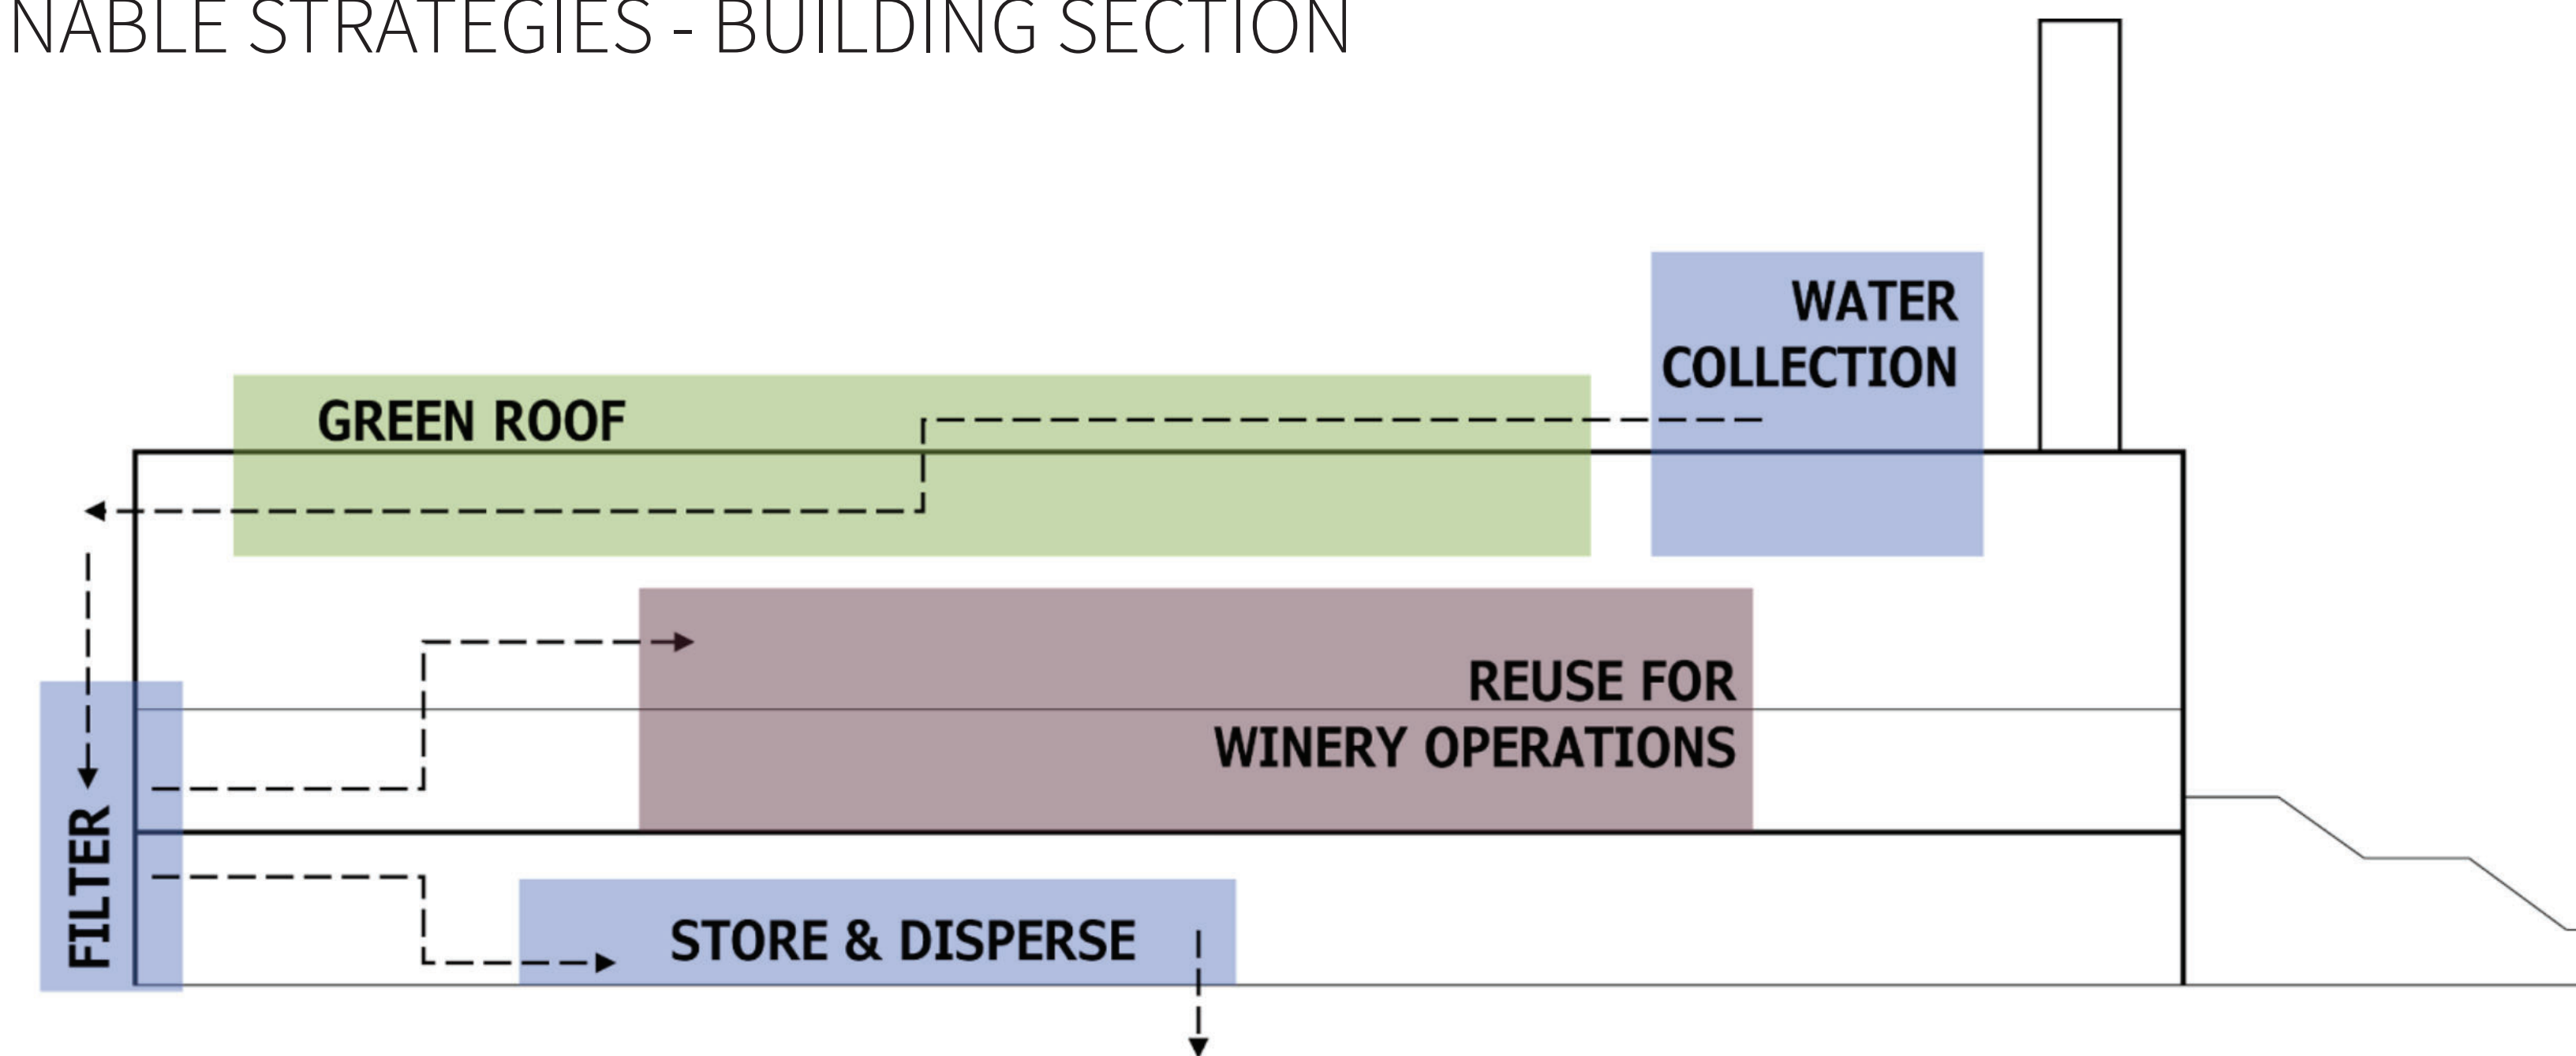 NABLE STRATEGIES - BUILDING SECTION
WATER
COLLECTION
GREEN ROOF
REUSE FOR
WINERY OPERATIONS
FILTER
STORE & DISPERSE